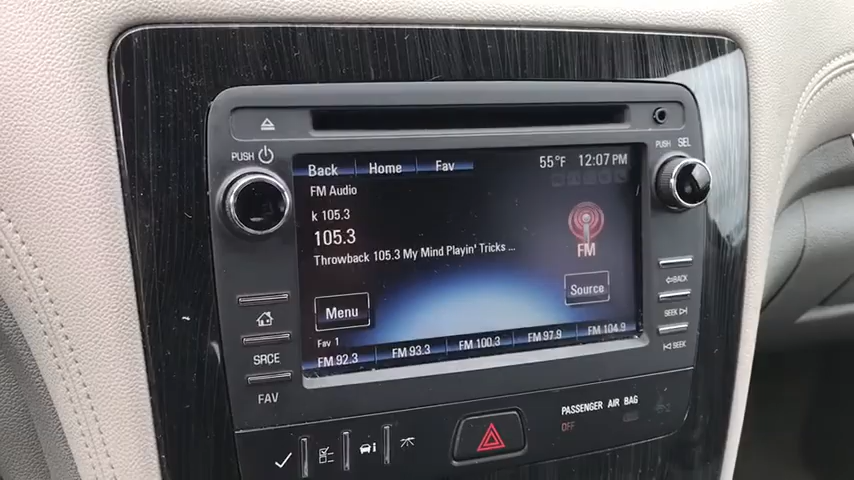 PUSH
PUSH SEL
Back Home Fav 55°F 12:07 PM
FM Audio
k 105.3
105.3
Throwback 105.3 My Mind Playin' Tricks ...
FM
Menu
Source
Fav 1
FM 92.3 FM 93.3 FM 100.3 FM 97.9 FM 104.9
SRCE
FAV
BACK
SEEK
SEEK
PASSENGER AIR BAG
OFF